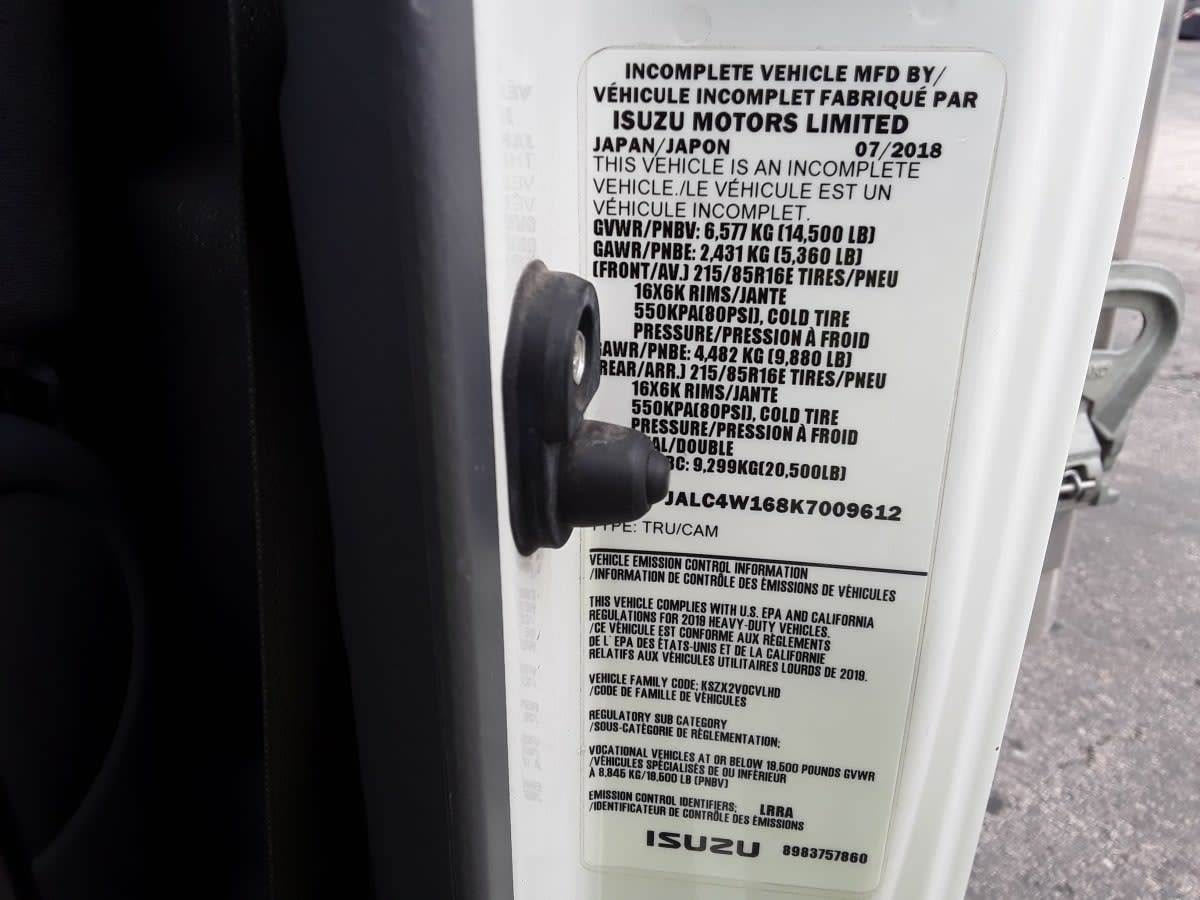 INCOMPLETE VEHICLE MFD BY/
VÉHICULE INCOMPLET FABRIQUÉ PAR
ISUZU MOTORS LIMITED
JAPAN/JAPON 07/2018
THIS VEHICLE IS AN INCOMPLETE
VEHICLE./LE VÉHICULE EST UN
VÉHICULE INCOMPLET.
GVWR/PNBV: 6,577 KG (14,500 LB)
GAWR/PNBE: 2,431 KG (5,360 LB)
(FRONT/AV.) 215/85R16E TIRES/PNEU
16X6K RIMS/JANTE
550KPA(80PSI), COLD TIRE
PRESSURE/PRESSION À FROID
AWR/PNBE: 4,482 KG (9,880 LB)
REAR/ARR.) 215/85R16E TIRES/PNEU
16X6K RIMS/JANTE
550KPA(80PSI), COLD TIRE
PRESSURE/PRESSION À FROID
AL/DOUBLE
BC: 9,299KG(20,500LB)
JALC4W168K7009612
TYPE: TRU/CAM
VEHICLE EMISSION CONTROL INFORMATION
/INFORMATION DE CONTRÔLE DES ÉMISSIONS DE VÉHICULES
THIS VEHICLE COMPLIES WITH U.S. EPA AND CALIFORNIA
REGULATIONS FOR 2019 HEAVY-DUTY VEHICLES.
/CE VÉHICULE EST CONFORME AUX RÈGLEMENTS
DE L'EPA DES ÉTATS-UNIS ET DE LA CALIFORNIE
RELATIFS AUX VÉHICULES UTILITAIRES LOURDS DE 2019.
VEHICLE FAMILY CODE: KSZX2VOCVLHD
/CODE DE FAMILLE DE VÉHICULES
REGULATORY SUB CATEGORY
/SOUS-CATÉGORIE DE RÈGLEMENTATION:
VOCATIONAL VEHICLES AT OR BELOW 19,500 POUNDS GVWR
/VÉHICULES SPÉCIALISÉS DE OU INFÉRIEUR
À 8,845 KG/19,500 LB (PNBV)
EMISSION CONTROL IDENTIFIERS: LRRA
/IDENTIFICATEUR DE CONTRÔLE DES ÉMISSIONS
ISUZU 8983757860